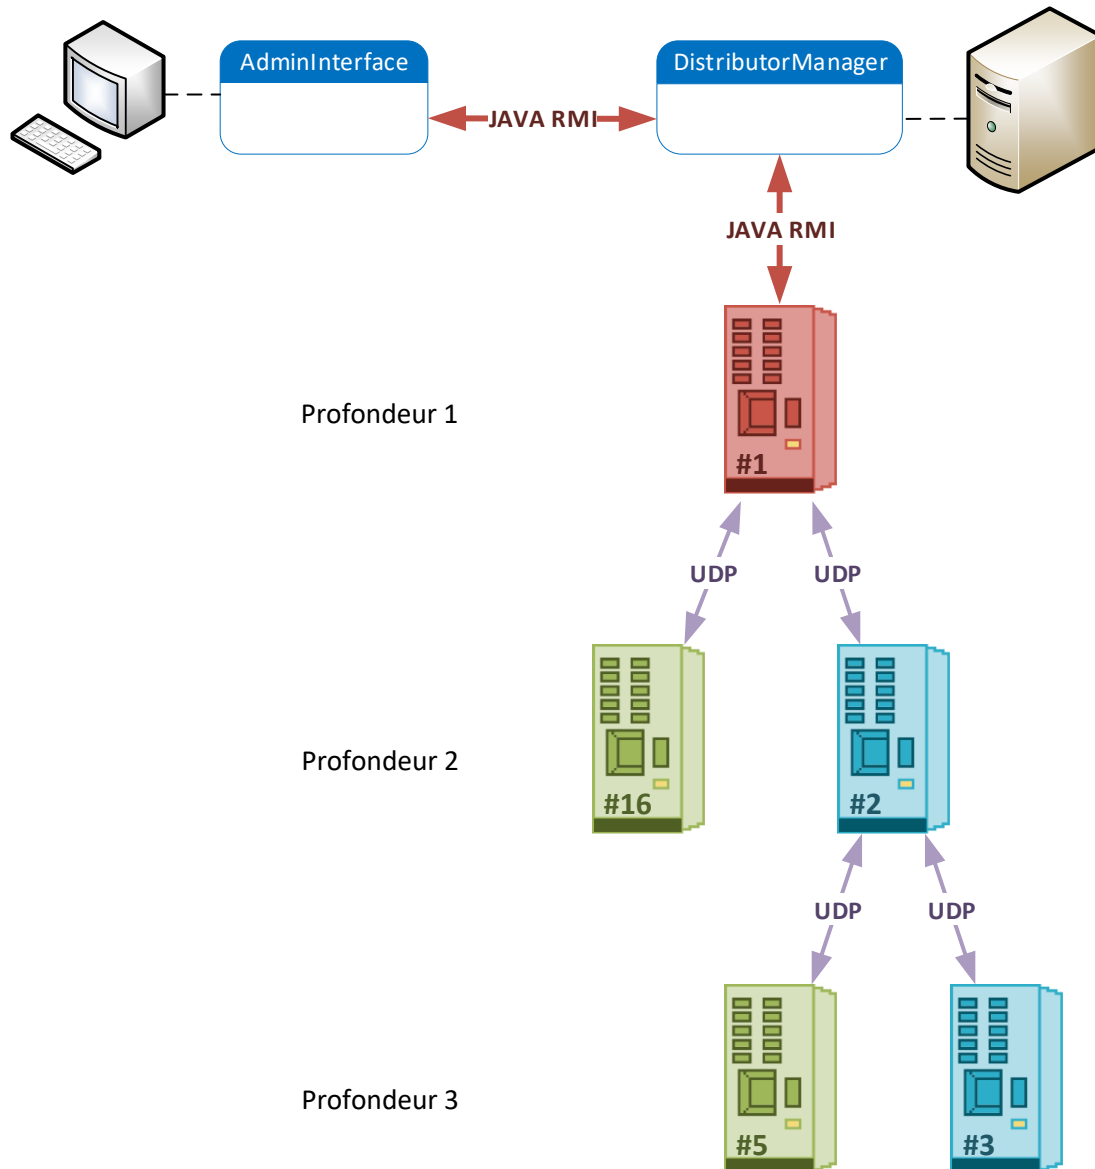 AdminInterface
DistributorManager
JAVA RMI
JAVA RMI
Profondeur 1
#1
UDP
UDP
Profondeur 2
#16
#2
UDP
UDP
Profondeur 3
#5
#3